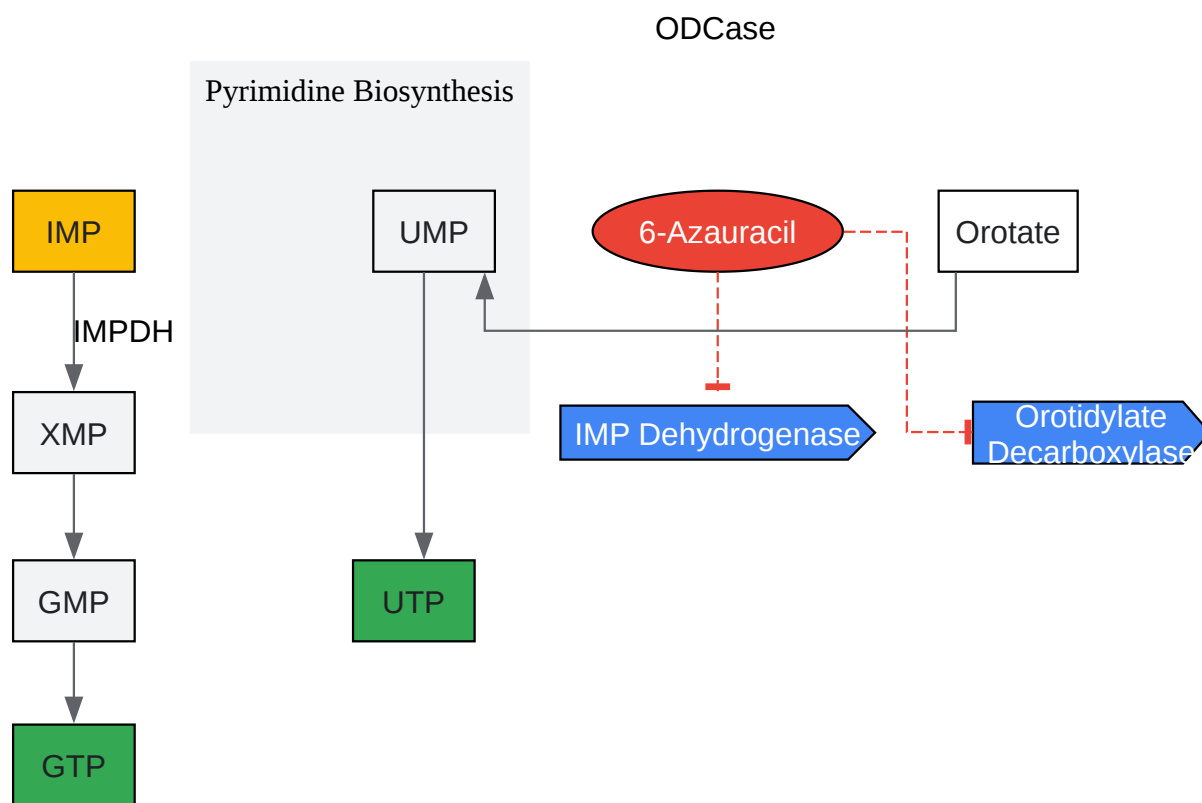 ODCase
Pyrimidine Biosynthesis
IMP
UMP
6-Azauracil
Orotate
IMPDH
XMP
IMP Dehydrogenase
Orotidylate
Decarboxylase
GMP
UTP
GTP